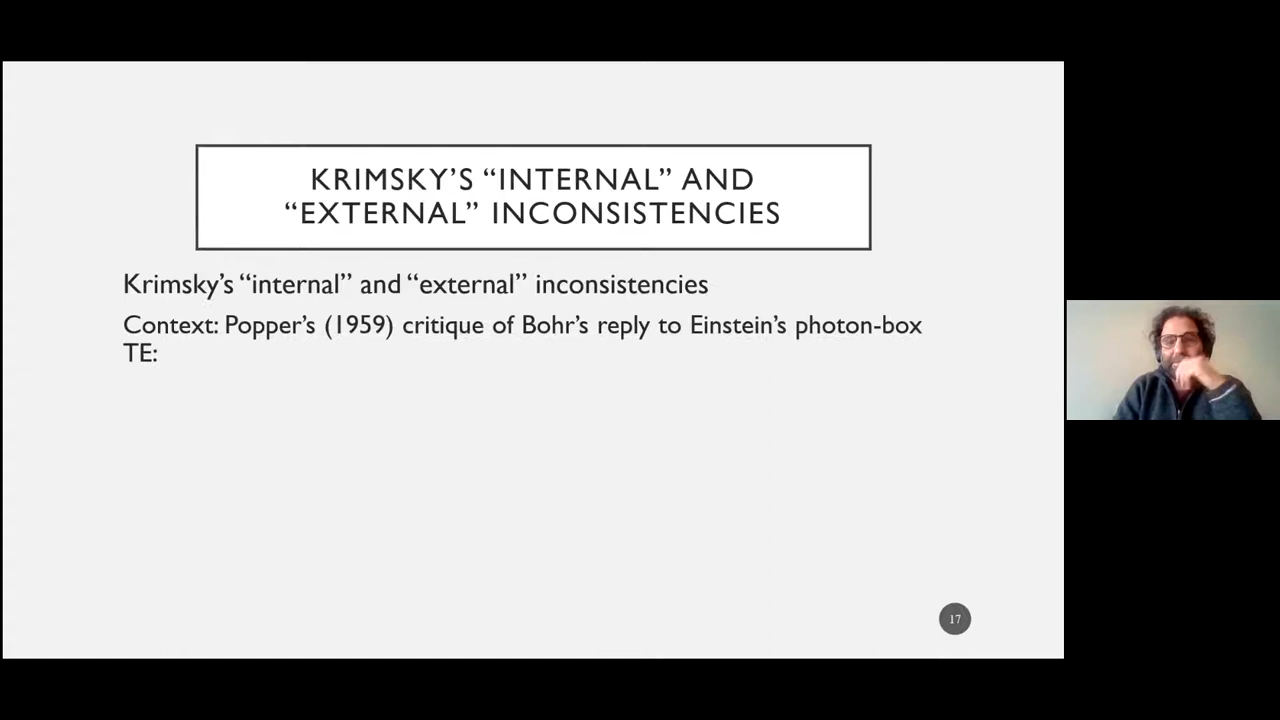 KRIMSKY’S “INTERNAL” AND
“EXTERNAL” INCONSISTENCIES
Krimsky’s “internal” and “external” inconsistencies
Context: Popper’s (1959) critique of Bohr’s reply to Einstein’s photon-box
TE:
17